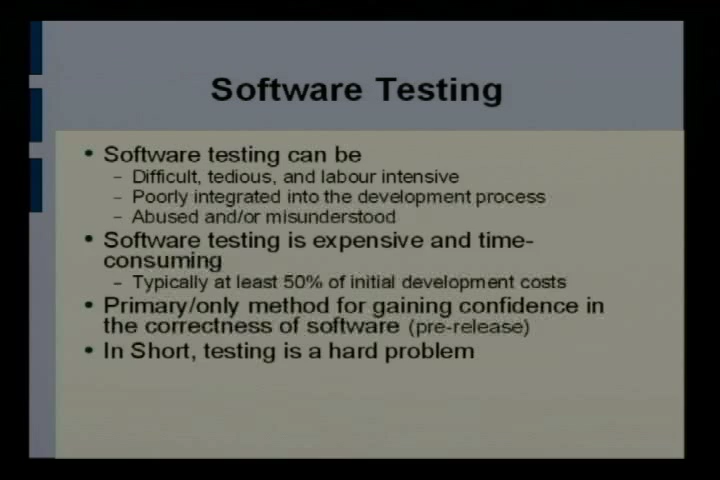 Software Testing
• Software testing can be
– Difficult, tedious, and labour intensive
– Poorly integrated into the development process
– Abused and/or misunderstood
• Software testing is expensive and time-
consuming
– Typically at least 50% of initial development costs
• Primary/only method for gaining confidence in
the correctness of software (pre-release)
• In Short, testing is a hard problem